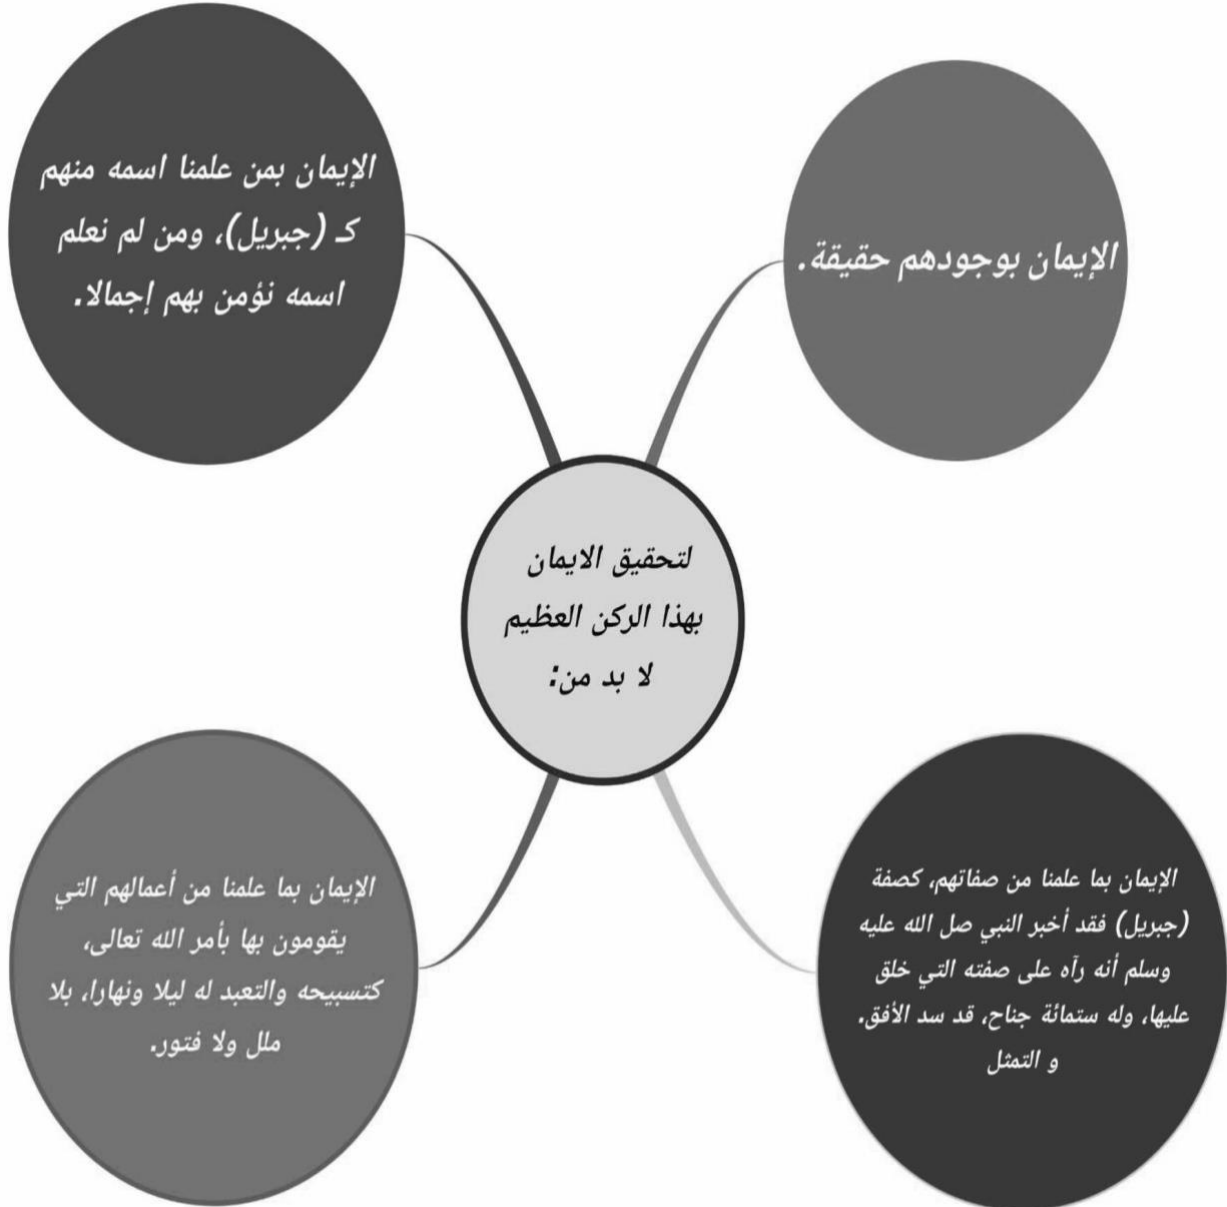 لتحقيق الايمان
بهذا الركن العظيم
لا بد من:
الإيمان بوجودهم حقيقة.
الإيمان بمن علمنا اسمه منهم
كـ (جبريل)، ومن لم نعلم
اسمه نؤمن بهم إجمالا.
الإيمان بما علمنا من صفاتهم، كصفة
(جبريل) فقد أخبر النبي صل الله عليه
وسلم أنه رآه على صفته التي خلق
عليها، وله ستمائة جناح، قد سد الأفق.
و التمثل
الإيمان بما علمنا من أعمالهم التي
يقومون بها بأمر الله تعالى،
كتسبيحه والتعبد له ليلا ونهارا، بلا
ملل ولا فتور.